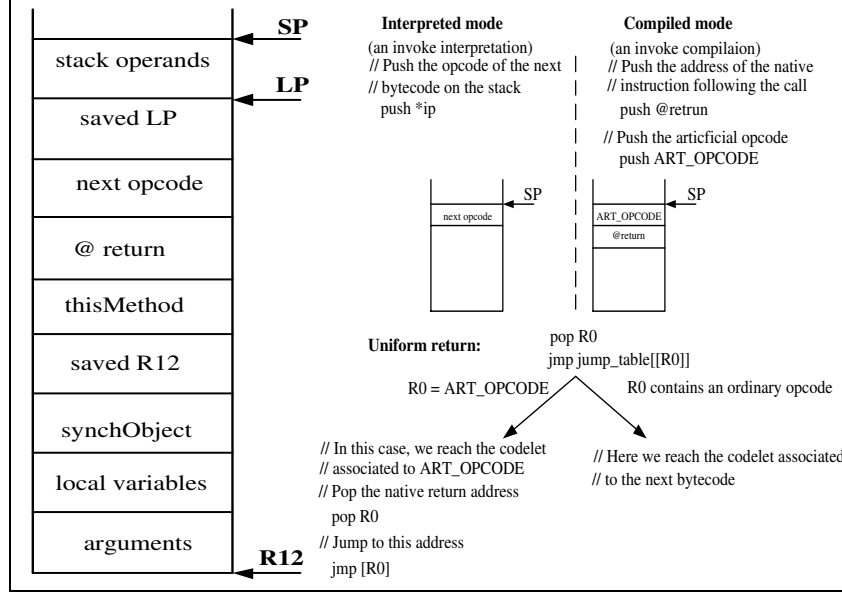 SP
stack operands
LP
saved LP
next opcode
@ return
thisMethod
saved R12
synchObject
local variables
arguments
R12
Interpreted mode
(an invoke interpretation)
// Push the opcode of the next
// bytecode on the stack
push *ip
Compiled mode
(an invoke compilaion)
// Push the address of the native
// instruction following the call
push @retrun
// Push the articficial opcode
push ART_OPCODE
SP
next opcode
SP
ART_OPCODE
@return
Uniform return:
pop R0
jmp jump_table[[R0]]
R0 = ART_OPCODE
R0 contains an ordinary opcode
// In this case, we reach the codelet
// associated to ART_OPCODE
// Pop the native return address
pop R0
// Jump to this address
jmp [R0]
// Here we reach the codelet associated
// to the next bytecode